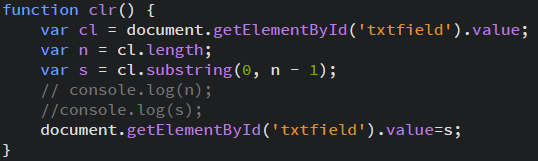 function clr() {
    var cl = document.getElementById('txtfield').value;
    var n = cl.length;
    var s = cl.substring(0, n - 1);
    // console.log(n);
    //console.log(s);
    document.getElementById('txtfield').value=s;
}